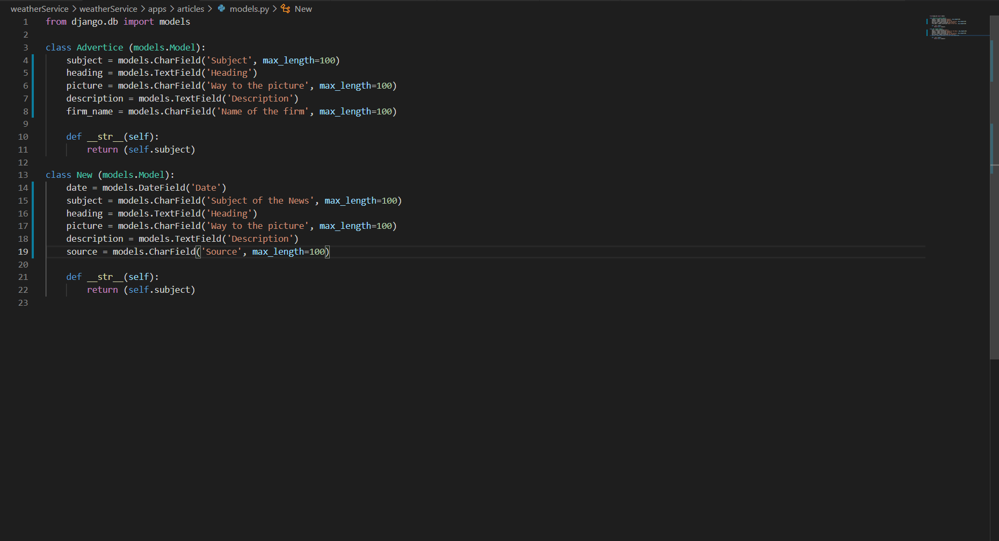 weatherService > weatherService > apps > articles > models.py > New
1 from django.db import models
2
3 class Advertice (models.Model):
4     subject = models.CharField('Subject', max_length=100)
5     heading = models.TextField('Heading')
6     picture = models.CharField('Way to the picture', max_length=100)
7     description = models.TextField('Description')
8     firm_name = models.CharField('Name of the firm', max_length=100)
9
10     def __str__(self):
11         return (self.subject)
12
13 class New (models.Model):
14     date = models.DateField('Date')
15     subject = models.CharField('Subject of the News', max_length=100)
16     heading = models.TextField('Heading')
17     picture = models.CharField('Way to the picture', max_length=100)
18     description = models.TextField('Description')
19     source = models.CharField('Source', max_length=100)
20
21     def __str__(self):
22         return (self.subject)
23